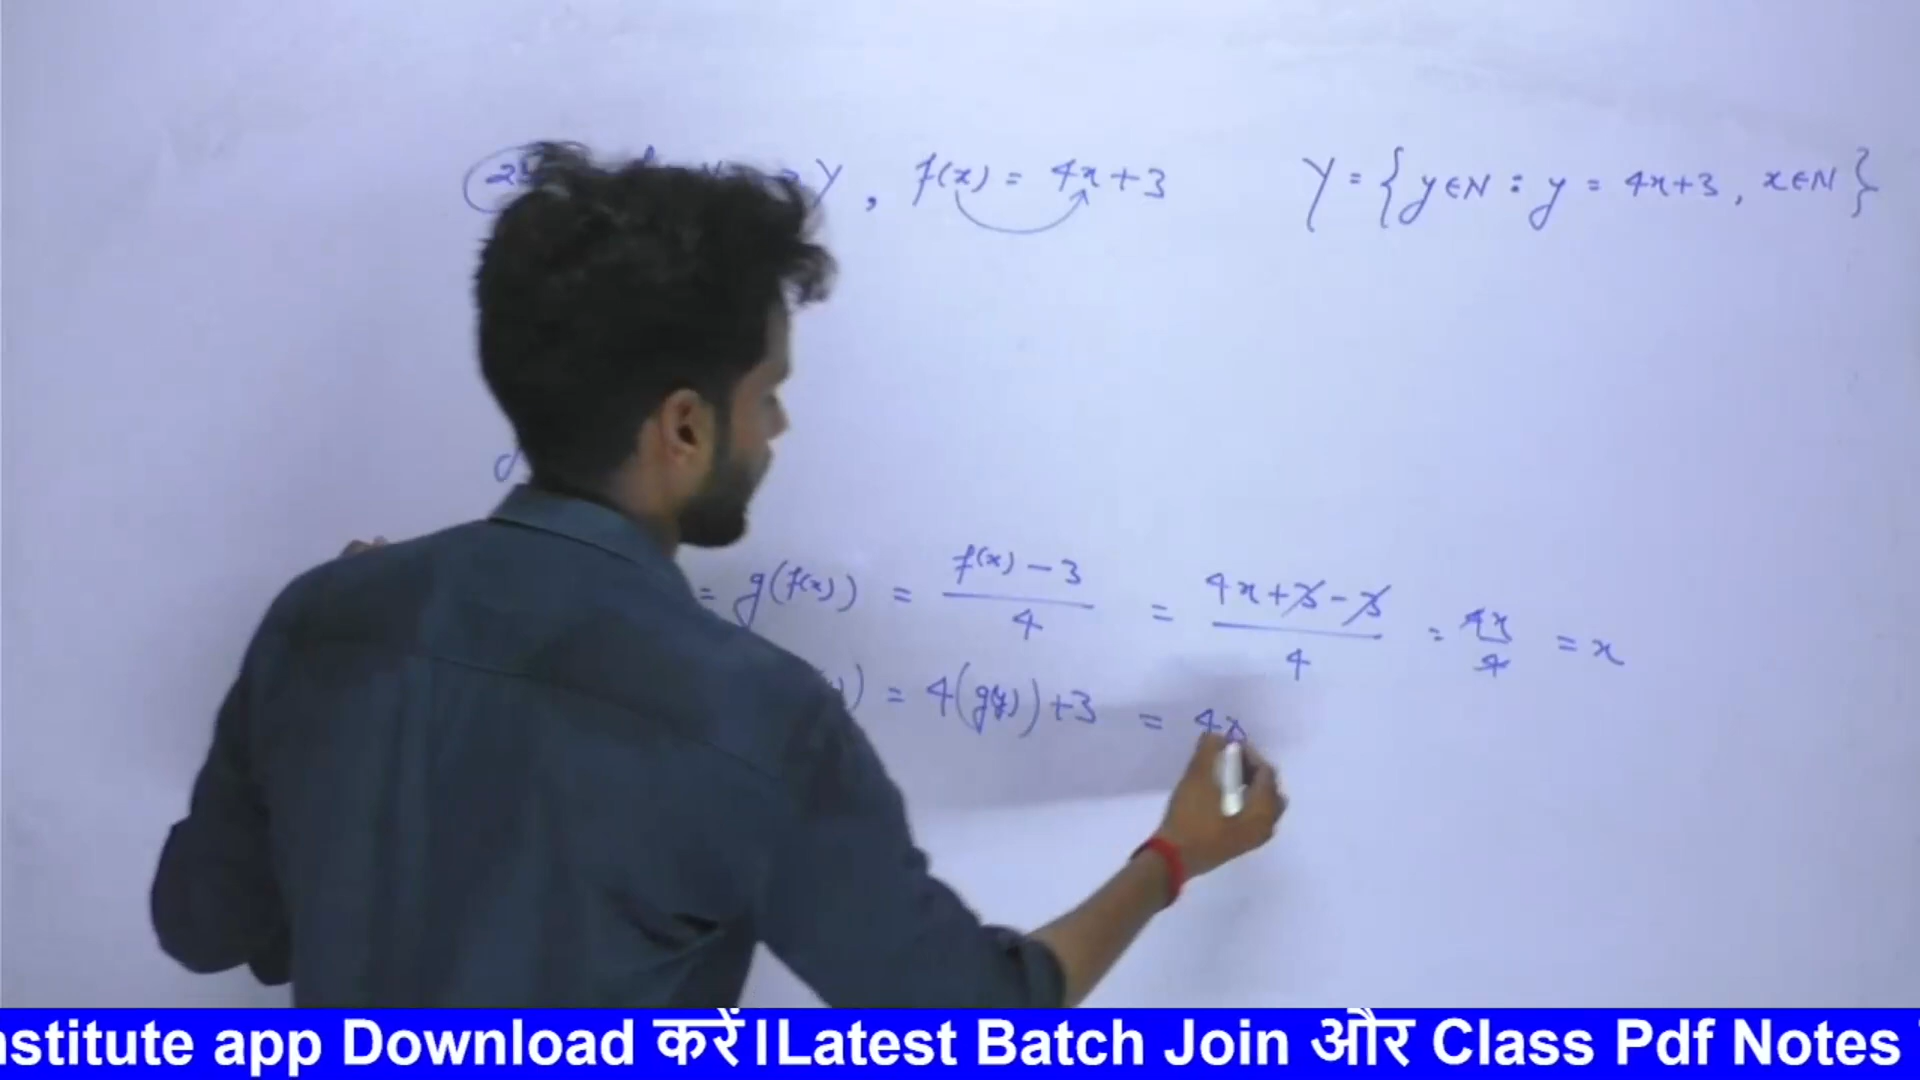 Y , f(x) = 4x+3 Y = { y∈N : y = 4x+3, x∈N }
= g(f(x)) = f(x) - 3 / 4 = 4x+3-3 / 4 = 4x / 4 = x
) = 4(g(y))+3 = 4
nstitute app Download करें।Latest Batch Join और Class Pdf Notes